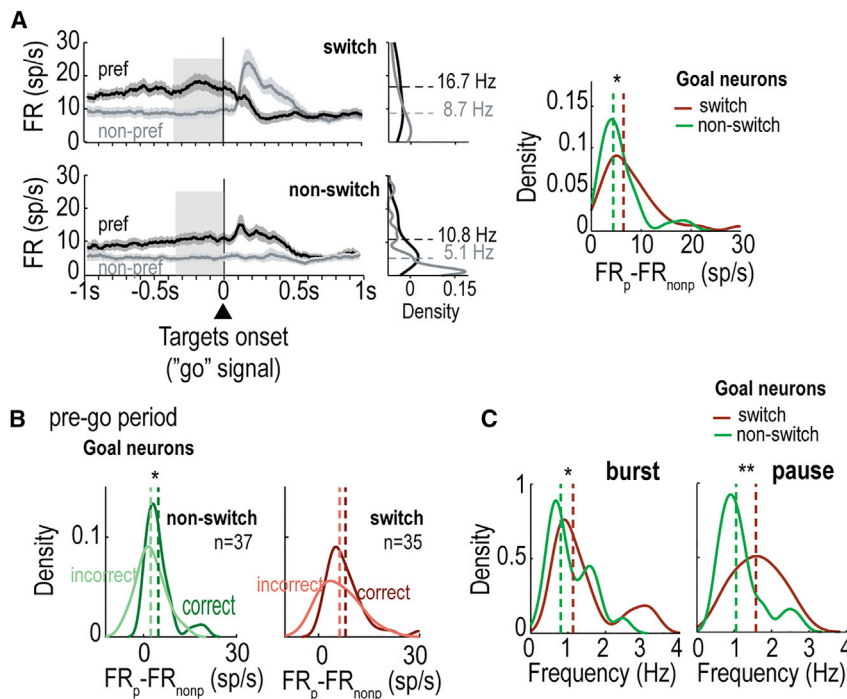 A
FR (sp/s)
30
20
10
0
pref
non-pref
switch
16.7 Hz
8.7 Hz
FR (sp/s)
30
20
10
0
pref
non-pref
non-switch
10.8 Hz
5.1 Hz
-1s -0.5s 0 0.5s 1s
0 0.15
Density
Targets onset
("go" signal)
Goal neurons
switch
non-switch
*
Density
0.15
0.1
0.05
0
0 10 20 30
FRp-FRnonp (sp/s)
B pre-go period
Goal neurons
*
non-switch
n=37
Density
0.1
0
incorrect
correct
0 30
FRp-FRnonp (sp/s)
switch
n=35
incorrect
correct
0 30
FRp-FRnonp (sp/s)
C
Goal neurons
switch
non-switch
* burst
Density
1
0.5
0
0 1 2 3 4
Frequency (Hz)
** pause
0 1 2 3 4
Frequency (Hz)